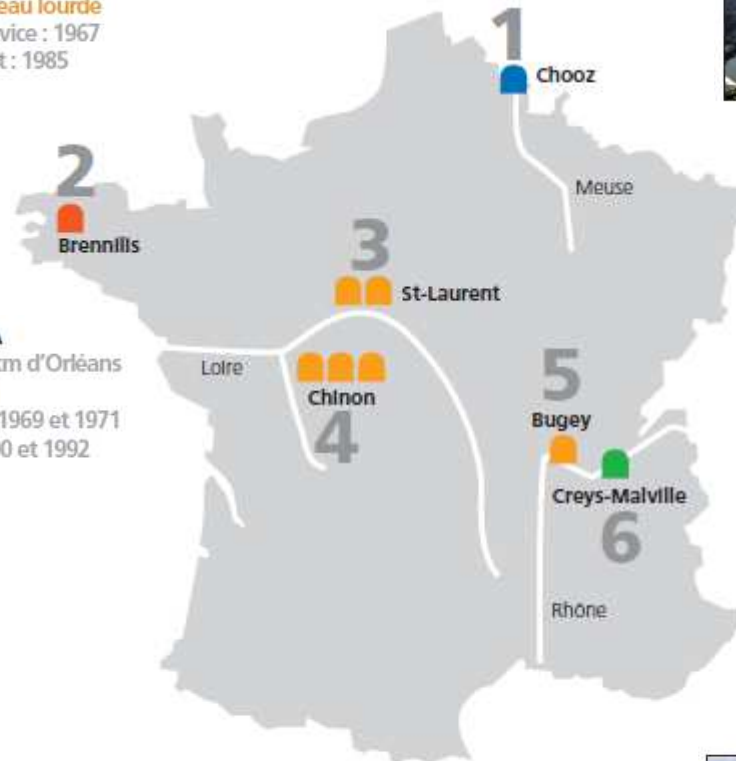 eau lourde
vice : 1967
t : 1985
1
Chooz
2
Brennilis
Meuse
3
St-Laurent
A
km d’Orléans
1969 et 1971
0 et 1992
Loire
Chinon
4
5
Bugey
Creys-Malville
6
Rhône